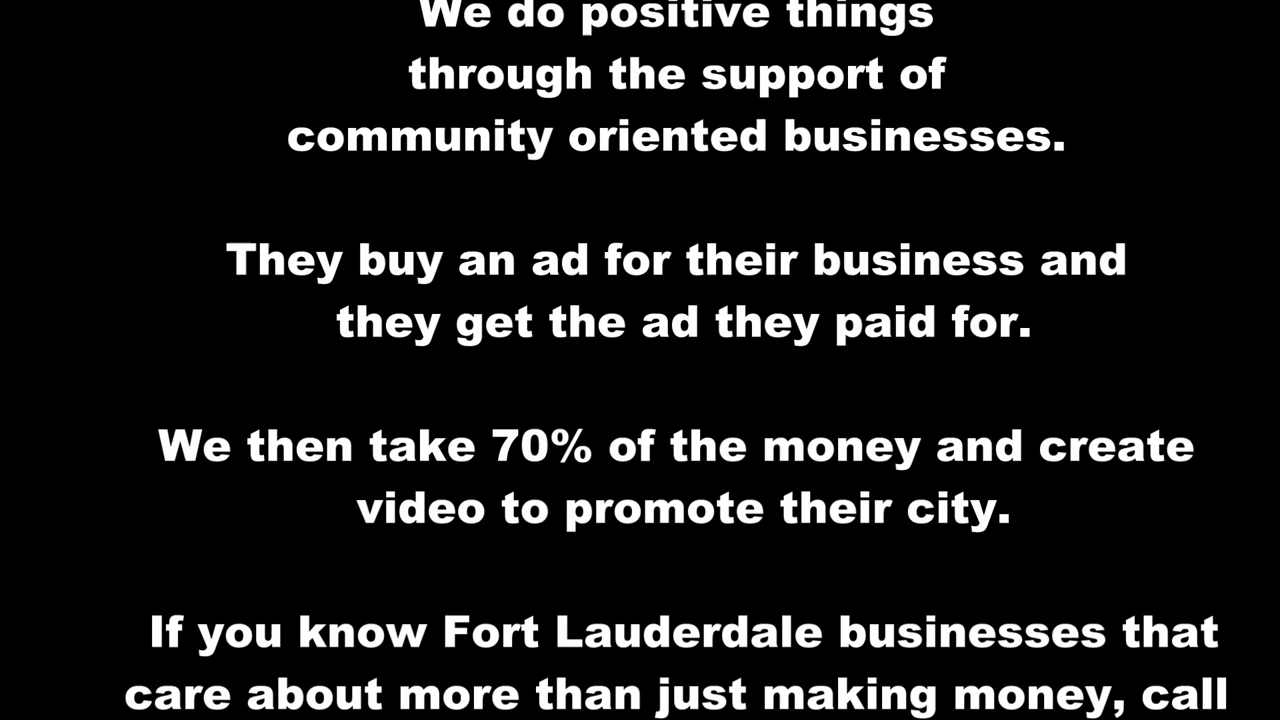 We do positive things
through the support of
community oriented businesses.
They buy an ad for their business and
they get the ad they paid for.
We then take 70% of the money and create
video to promote their city.
If you know Fort Lauderdale businesses that
care about more than just making money, call